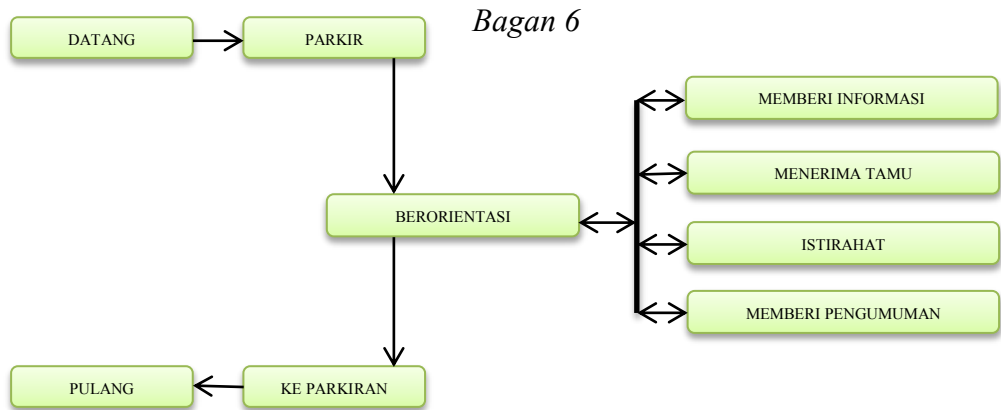 Bagan 6
DATANG
PARKIR
MEMBERI INFORMASI
MENERIMA TAMU
BERORIENTASI
ISTIRAHAT
MEMBERI PENGUMUMAN
PULANG
KE PARKIRAN